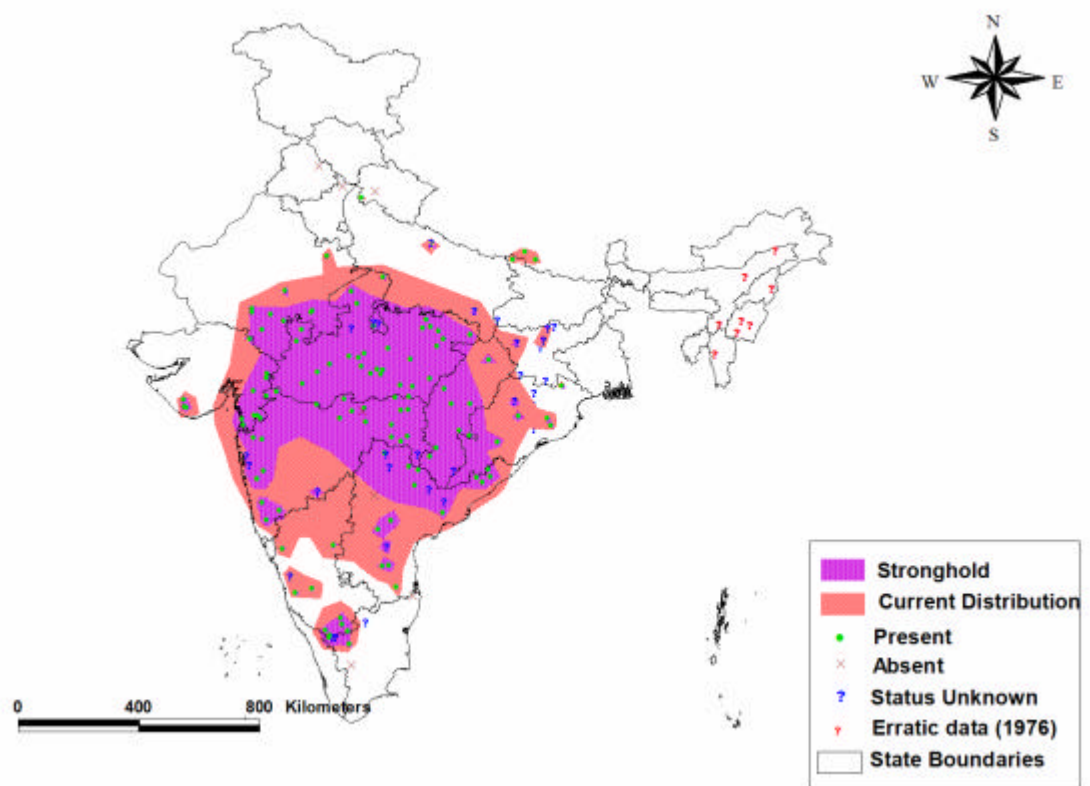 N
W E
S
Stronghold
Current Distribution
Present
Absent
? Status Unknown
? Erratic data (1976)
State Boundaries
0 400 800 Kilometers